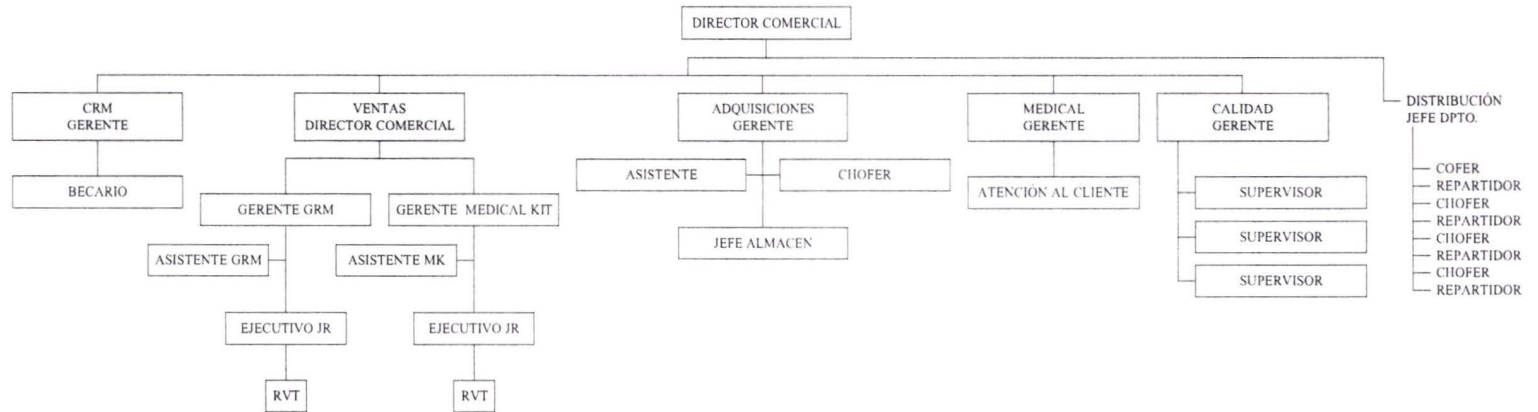 DIRECTOR COMERCIAL
CRM
GERENTE
BECARIO
VENTAS
DIRECTOR COMERCIAL
GERENTE GRM
GERENTE MEDICAL KIT
ASISTENTE GRM
ASISTENTE MK
EJECUTIVO JR
EJECUTIVO JR
RVT
RVT
ADQUISICIONES
GERENTE
ASISTENTE
CHOFER
JEFE ALMACEN
MEDICAL
GERENTE
ATENCIÓN AL CLIENTE
CALIDAD
GERENTE
SUPERVISOR
SUPERVISOR
SUPERVISOR
DISTRIBUCIÓN
JEFE DPTO.
COFER
REPARTIDOR
CHOFER
REPARTIDOR
CHOFER
REPARTIDOR
CHOFER
REPARTIDOR